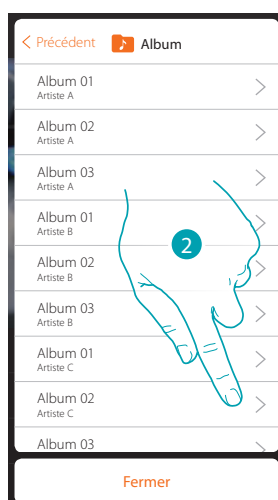 Précédent Album
Album 01
Artiste A
Album 02
Artiste A
Album 03
Artiste A
Album 01
Artiste B
2
Album 02
Artiste B
Album 03
Artiste B
Album 01
Artiste C
Album 02
Artiste C
Album 03
Fermer